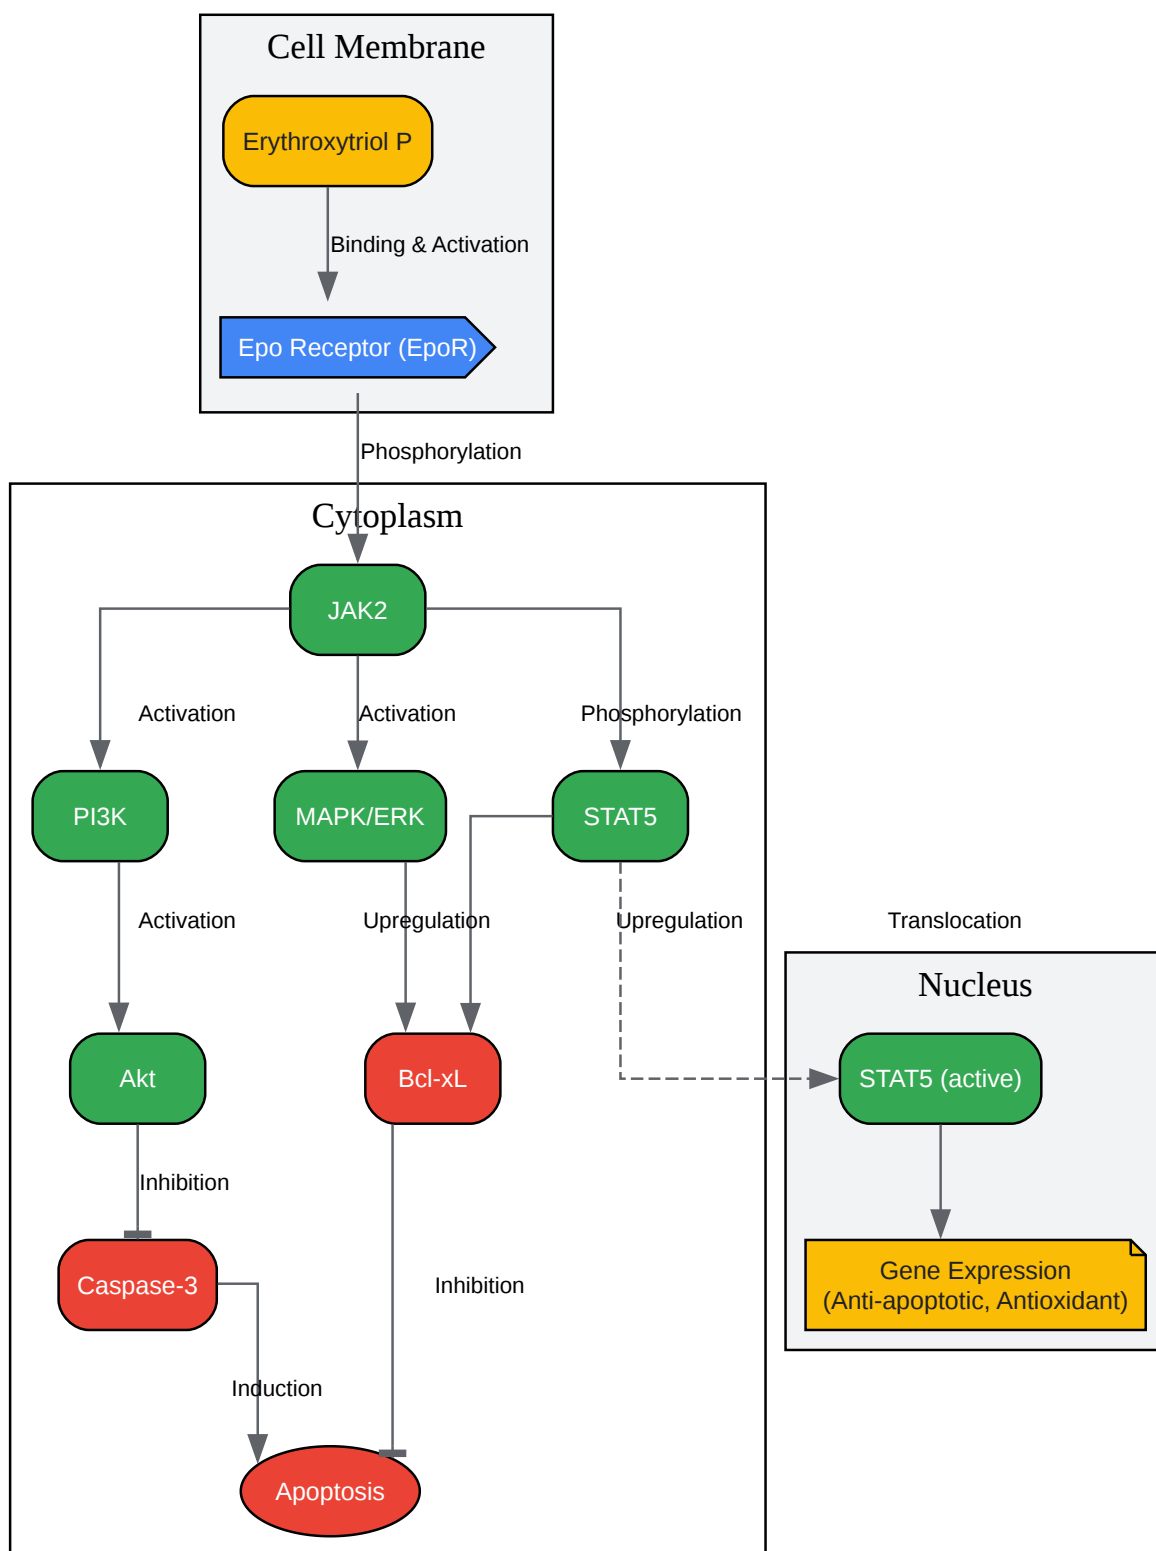 Cell Membrane
Erythroxytriol P
Binding & Activation
Epo Receptor (EpoR)
Phosphorylation
Cytoplasm
JAK2
Activation
Activation
Phosphorylation
PI3K
MAPK/ERK
STAT5
Activation
Upregulation
Upregulation
Translocation
Nucleus
Akt
Bcl-xL
STAT5 (active)
Inhibition
Caspase-3
Inhibition
Gene Expression
(Anti-apoptotic, Antioxidant)
Induction
Apoptosis